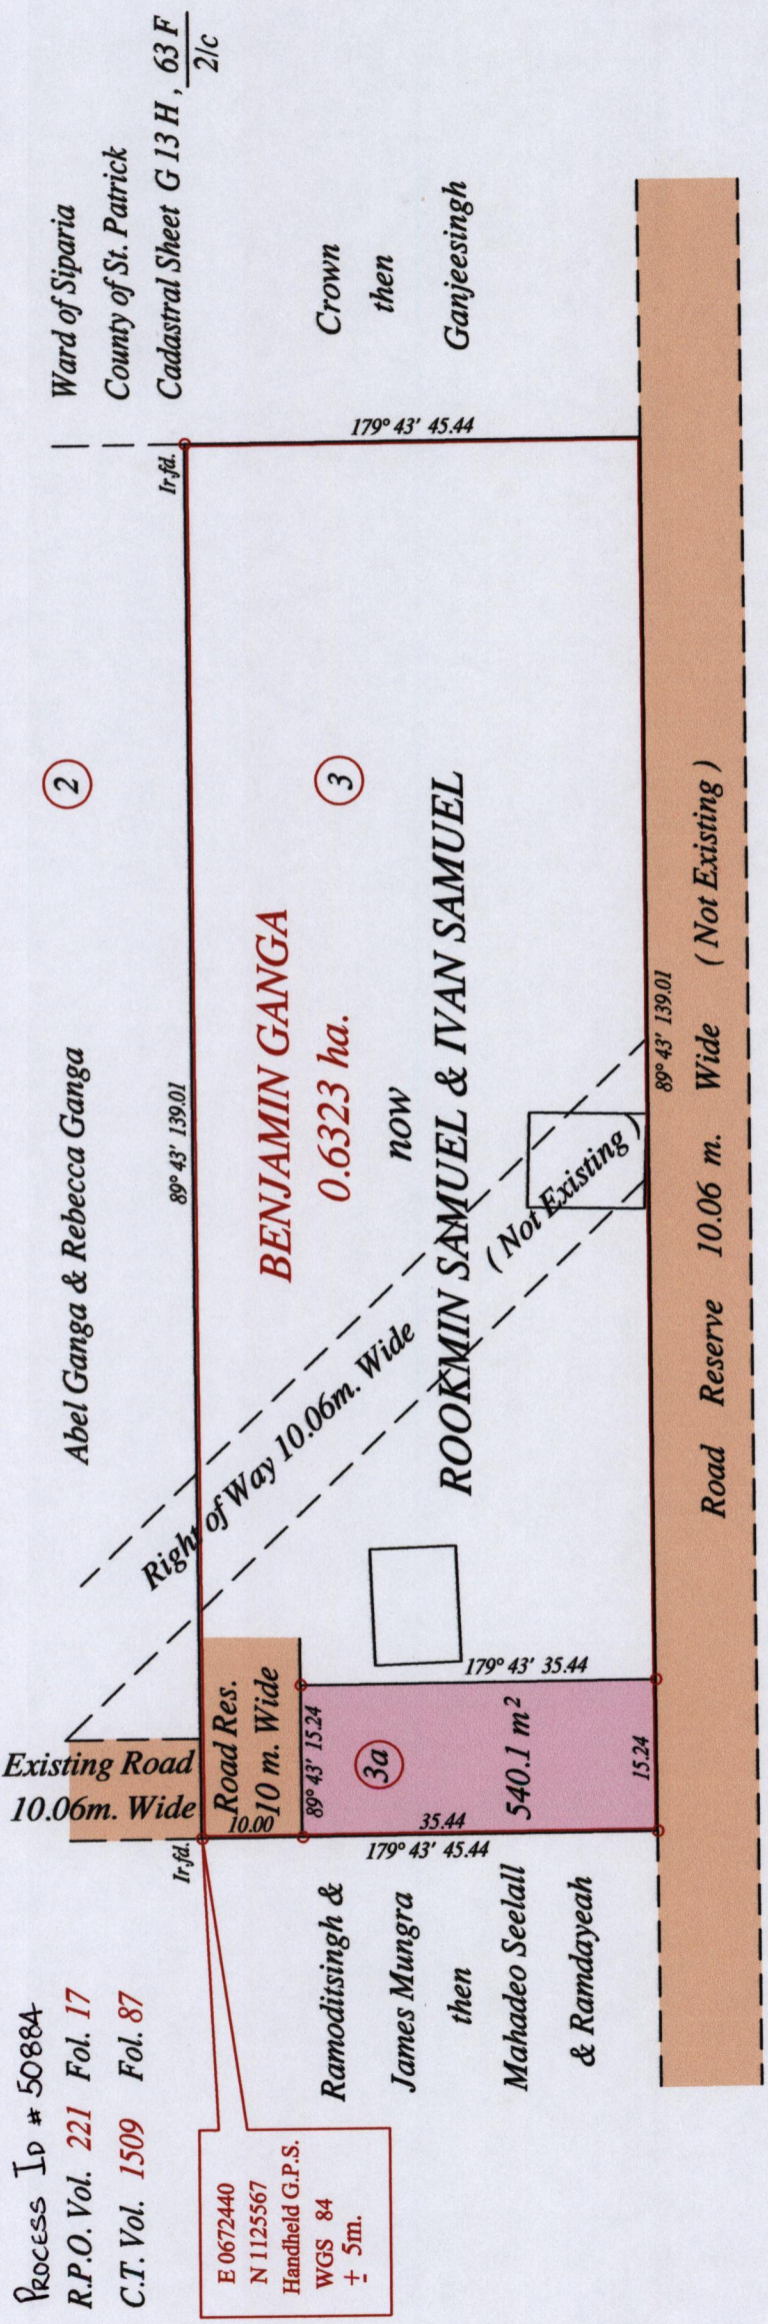 Process ID # 50884
R.P.O. Vol. 221 Fol. 17
C.T. Vol. 1509 Fol. 87
Ward of Siparia
County of St. Patrick
Cadastral Sheet G 13 H , 63 F
2/c
Abel Ganga & Rebecca Ganga
2
Existing Road
10.06m. Wide
Ir.fd.
89° 43' 139.01
Ir.fd.
E 0672440
N 1125567
Handheld G.P.S.
WGS 84
± 5m.
Road Res.
10 m. Wide
10.00
Right of Way 10.06m. Wide
( Not Existing )
BENJAMIN GANGA
0.6323 ha.
now
ROOKMIN SAMUEL & IVAN SAMUEL
3
179° 43' 45.44
Crown
then
Ganjeesingh
Ramoditsingh &
James Mungra
then
Mahadeo Seelall
& Ramdayeah
179° 43' 45.44
35.44
89° 43' 15.24
3a
540.1 m²
15.24
179° 43' 35.44
89° 43' 139.01
Road Reserve 10.06 m. Wide ( Not Existing )